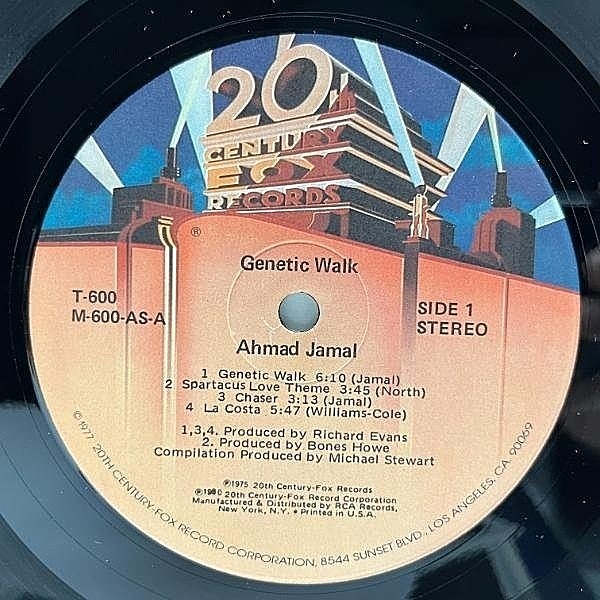 20th
CENTURY
FOX
RECORDS
®
Genetic Walk
T-600
M-600-AS-A
SIDE 1
STEREO
Ahmad Jamal
1 Genetic Walk 6:10 (Jamal)
2 Spartacus Love Theme 3:45 (North)
3 Chaser 3:13 (Jamal)
4 La Costa 5:47 (Williams-Cole)
1,3,4. Produced by Richard Evans
2. Produced by Bones Howe
Compilation Produced by Michael Stewart
℗1975 20th Century-Fox Records
℗1980 20th Century-Fox Record Corporation
Manufactured & Distributed by RCA Records,
New York, N.Y. • Printed in U.S.A.
©1977 20TH CENTURY-FOX RECORD CORPORATION, 8544 SUNSET BLVD., LOS ANGELES, CA 90069